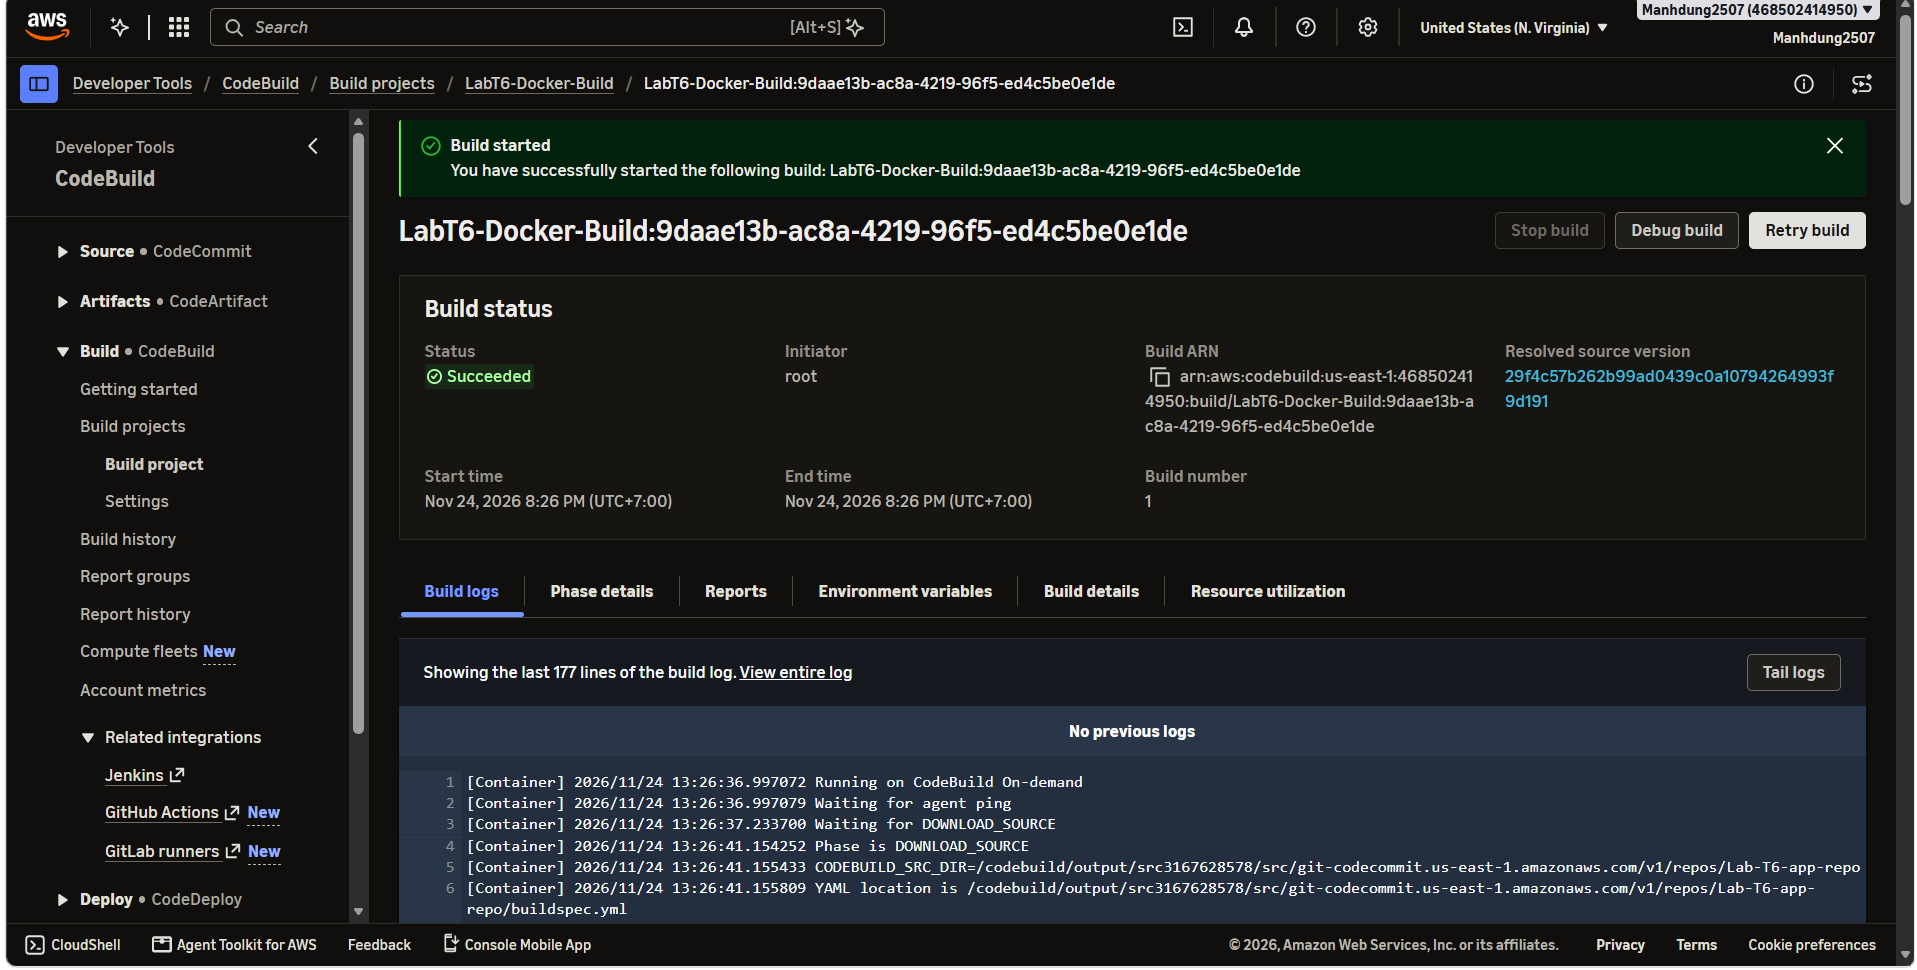 aws
Search [Alt+S]
United States (N. Virginia)
Manhdung2507 (468502414950)
Manhdung2507
Developer Tools / CodeBuild / Build projects / LabT6-Docker-Build / LabT6-Docker-Build:9daae13b-ac8a-4219-96f5-ed4c5be0e1de
Developer Tools
CodeBuild
Source • CodeCommit
Artifacts • CodeArtifact
Build • CodeBuild
Getting started
Build projects
Build project
Settings
Build history
Report groups
Report history
Compute fleets New
Account metrics
Related integrations
Jenkins
GitHub Actions New
GitLab runners New
Deploy • CodeDeploy
Build started
You have successfully started the following build: LabT6-Docker-Build:9daae13b-ac8a-4219-96f5-ed4c5be0e1de
LabT6-Docker-Build:9daae13b-ac8a-4219-96f5-ed4c5be0e1de
Stop build
Debug build
Retry build
Build status
Status
Succeeded
Initiator
root
Build ARN
arn:aws:codebuild:us-east-1:46850241
4950:build/LabT6-Docker-Build:9daae13b-a
c8a-4219-96f5-ed4c5be0e1de
Resolved source version
29f4c57b262b99ad0439c0a10794264993f
9d191
Start time
Nov 24, 2026 8:26 PM (UTC+7:00)
End time
Nov 24, 2026 8:26 PM (UTC+7:00)
Build number
1
Build logs
Phase details
Reports
Environment variables
Build details
Resource utilization
Showing the last 177 lines of the build log. View entire log
Tail logs
No previous logs
1 [Container] 2026/11/24 13:26:36.997072 Running on CodeBuild On-demand
2 [Container] 2026/11/24 13:26:36.997079 Waiting for agent ping
3 [Container] 2026/11/24 13:26:37.233700 Waiting for DOWNLOAD_SOURCE
4 [Container] 2026/11/24 13:26:41.154252 Phase is DOWNLOAD_SOURCE
5 [Container] 2026/11/24 13:26:41.155433 CODEBUILD_SRC_DIR=/codebuild/output/src3167628578/src/git-codecommit.us-east-1.amazonaws.com/v1/repos/Lab-T6-app-repo
6 [Container] 2026/11/24 13:26:41.155809 YAML location is /codebuild/output/src3167628578/src/git-codecommit.us-east-1.amazonaws.com/v1/repos/Lab-T6-app-
repo/buildspec.yml
CloudShell
Agent Toolkit for AWS
Feedback
Console Mobile App
© 2026, Amazon Web Services, Inc. or its affiliates.
Privacy
Terms
Cookie preferences